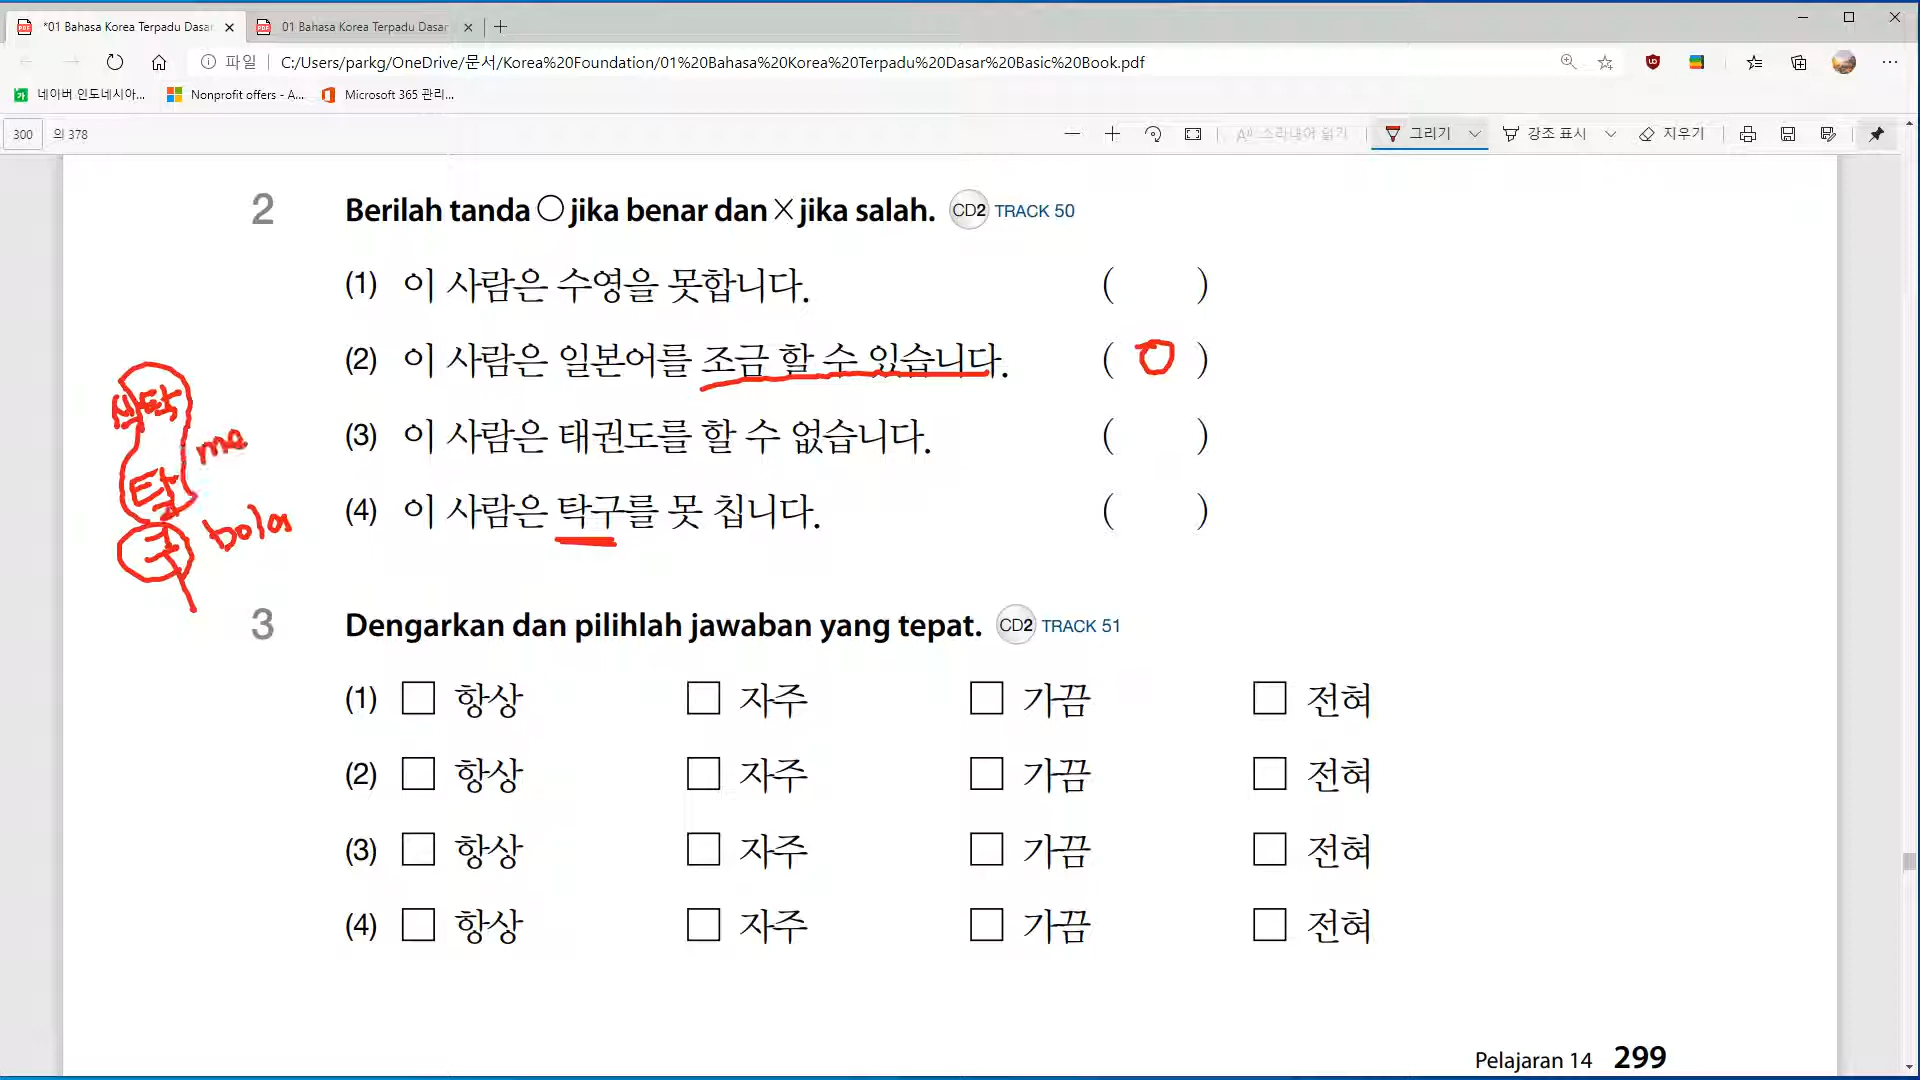 *01 Bahasa Korea Terpadu Dasar
01 Bahasa Korea Terpadu Dasar
파일 C:/Users/parkg/OneDrive/문서/Korea%20Foundation/01%20Bahasa%20Korea%20Terpadu%20Dasar%20Basic%20Book.pdf
네이버 인도네시아... Nonprofit offers - A... Microsoft 365 관리...
300 의 378 소리내어 읽기 그리기 강조 표시 지우기
2 Berilah tanda ○ jika benar dan × jika salah. CD2 TRACK 50
(1) 이 사람은 수영을 못합니다. ( )
(2) 이 사람은 일본어를 조금 할 수 있습니다. ( O )
(3) 이 사람은 태권도를 할 수 없습니다. ( )
(4) 이 사람은 탁구를 못 칩니다. ( )
식탁
me
탁
구
bola
3 Dengarkan dan pilihlah jawaban yang tepat. CD2 TRACK 51
(1) □ 항상 □ 자주 □ 가끔 □ 전혀
(2) □ 항상 □ 자주 □ 가끔 □ 전혀
(3) □ 항상 □ 자주 □ 가끔 □ 전혀
(4) □ 항상 □ 자주 □ 가끔 □ 전혀
Pelajaran 14 299